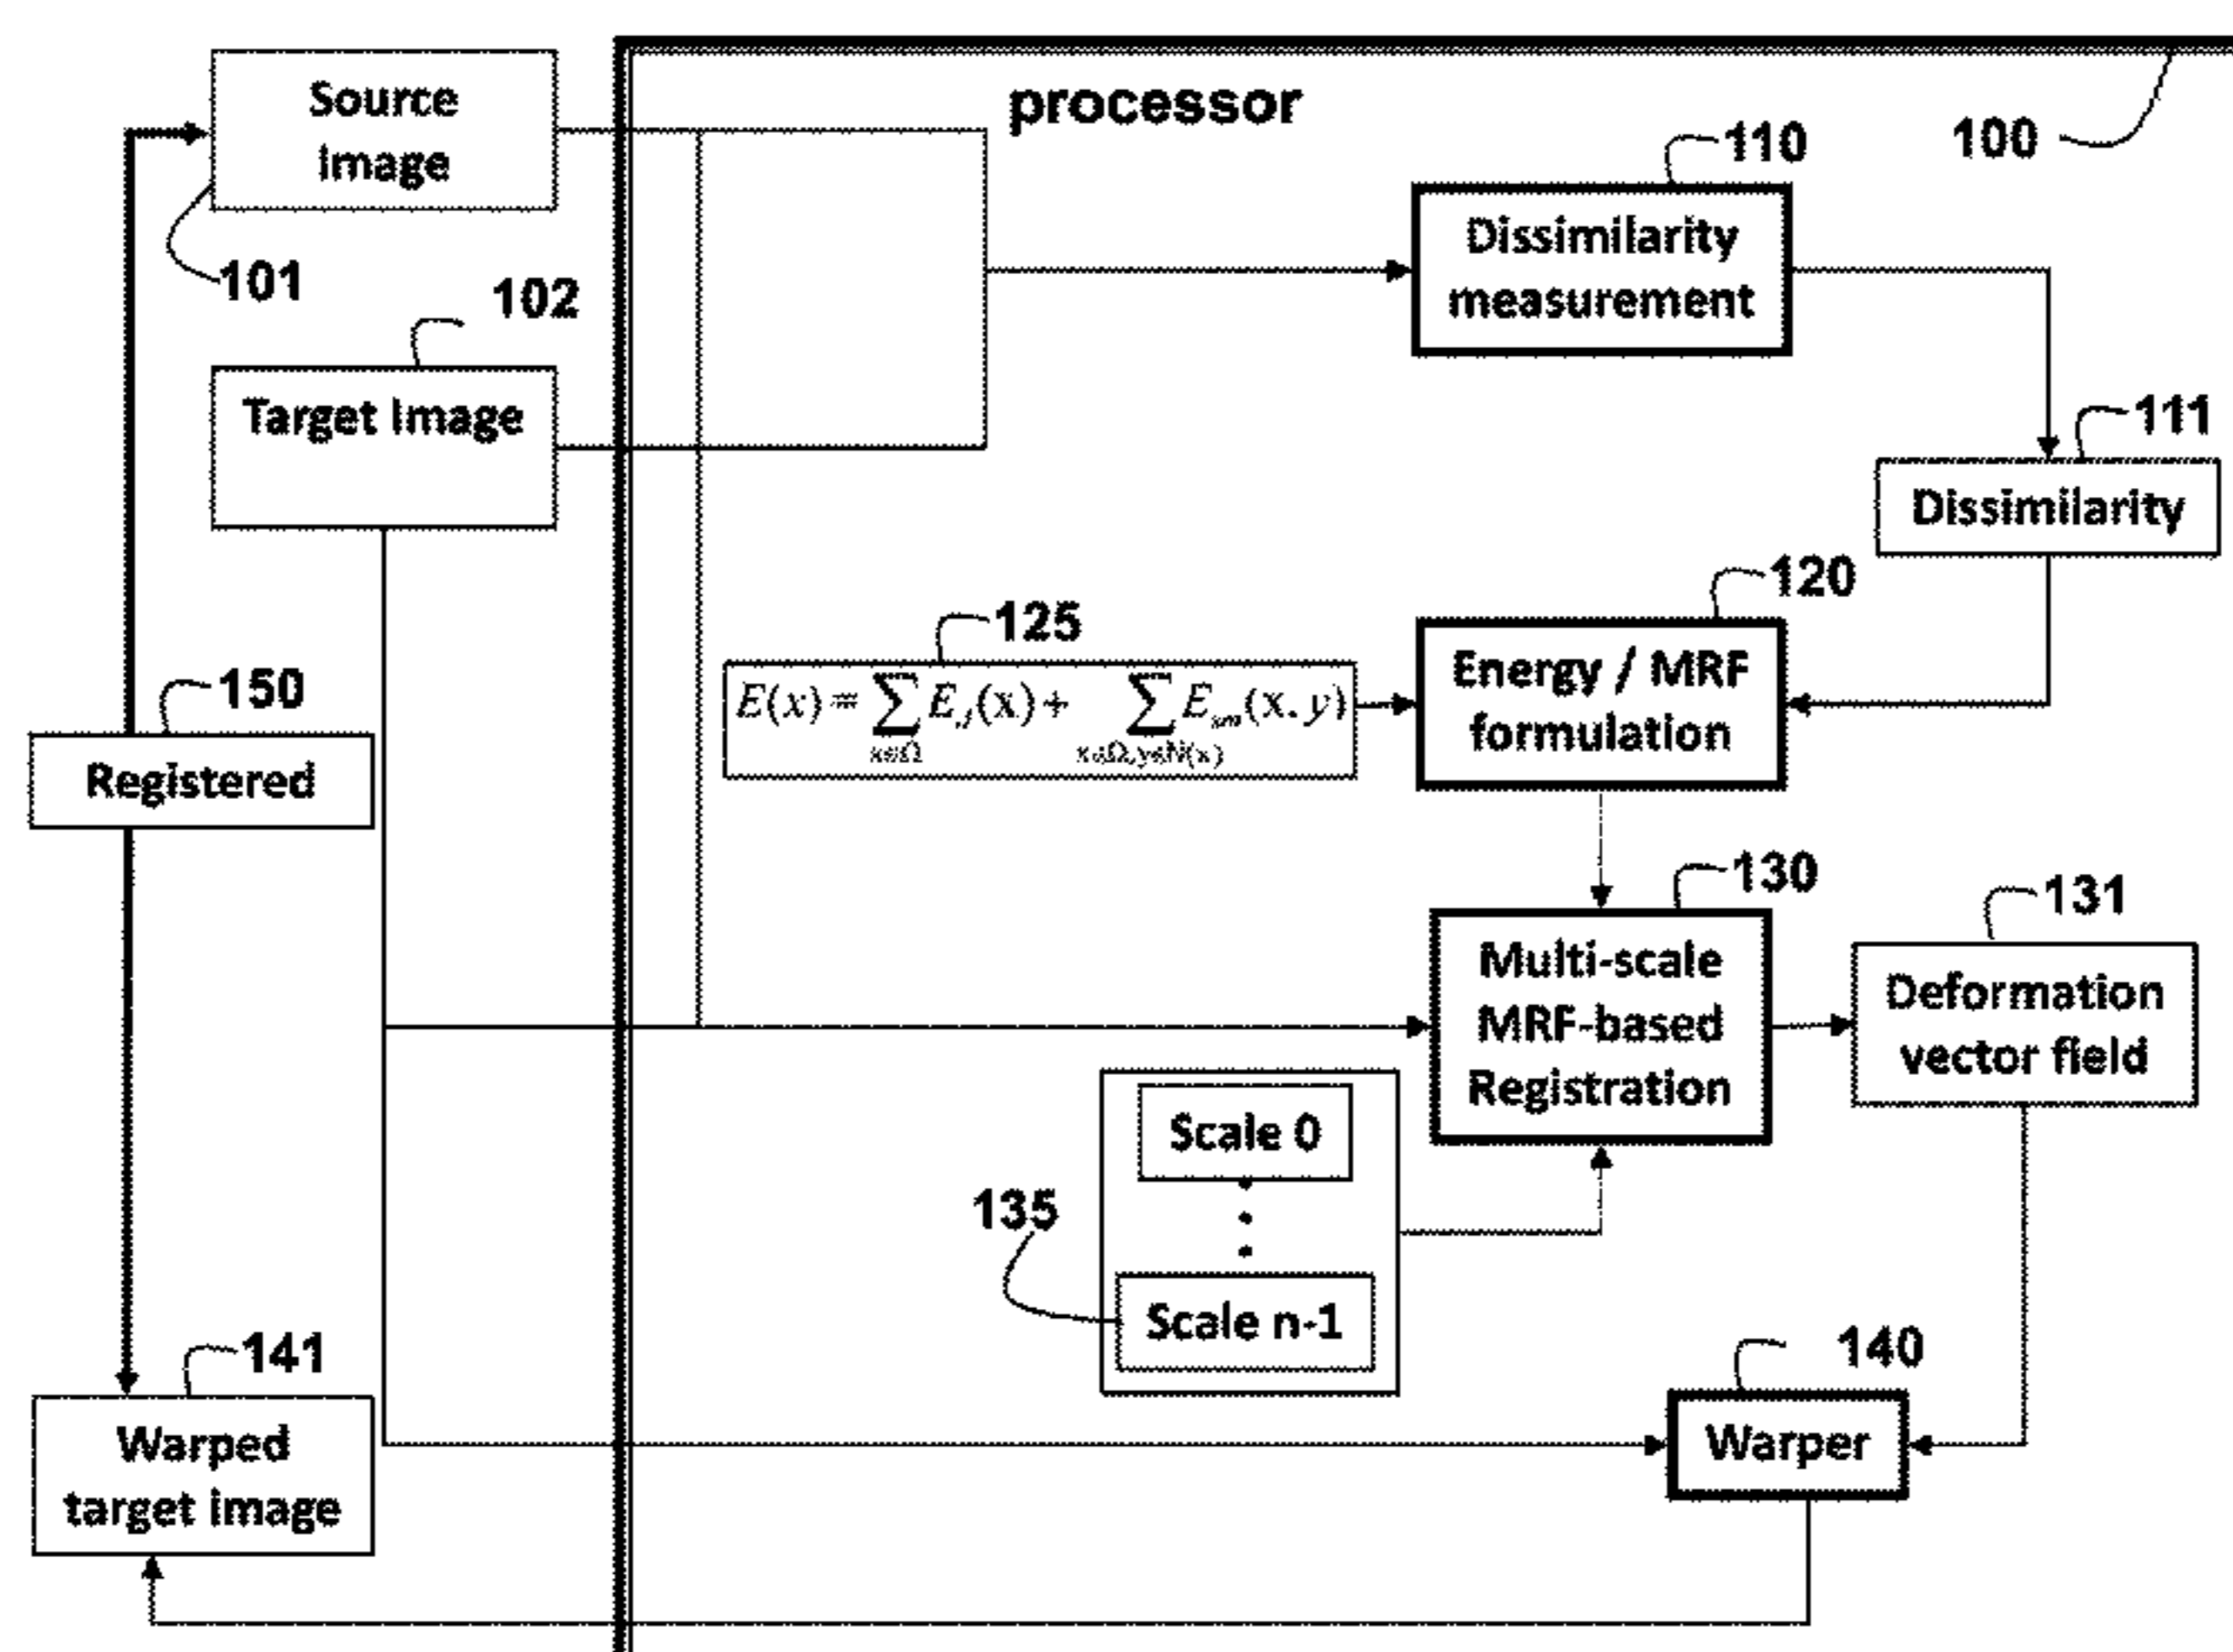 processor
100
Source
Image
101
110
Dissimilarity
measurement
102
Target Image
111
Dissimilarity
120
Energy / MRF
formulation
125
E(x) = ∑ E (x) + ∑ E (x, y)
x∈Ω x∈Ω,y∈N(x)
150
Registered
130
Multi-scale
MRF-based
Registration
131
Deformation
vector field
Scale 0
135
Scale n-1
140
Warper
141
Warped
target image